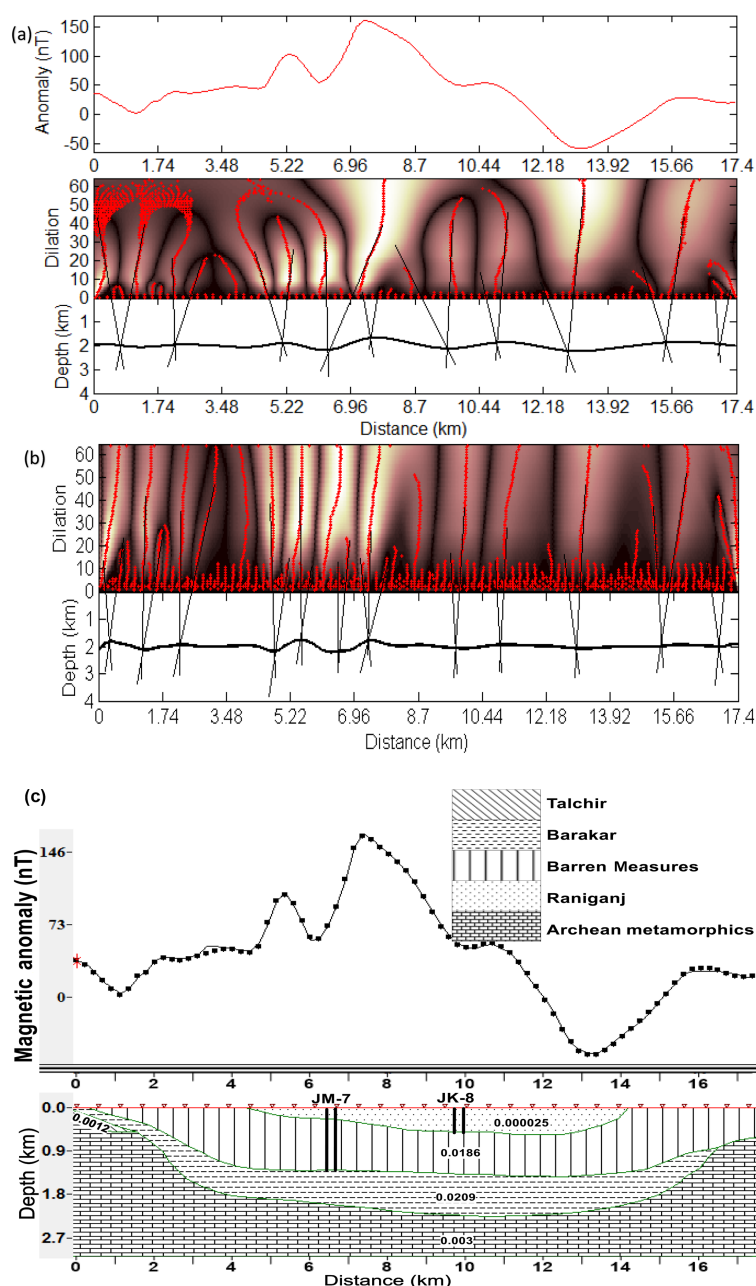 (a)
Anomaly (nT)
150
100
50
0
-50
0 1.74 3.48 5.22 6.96 8.7 10.44 12.18 13.92 15.66 17.4
Dilation
60
50
40
30
20
10
0
Depth (km)
1
2
3
4
0 1.74 3.48 5.22 6.96 8.7 10.44 12.18 13.92 15.66 17.4
Distance (km)
(b)
Dilation
60
50
40
30
20
10
0
Depth (km)
1
2
3
4
0 1.74 3.48 5.22 6.96 8.7 10.44 12.18 13.92 15.66 17.4
Distance (km)
(c)
Talchir
Barakar
Barren Measures
Raniganj
Archean metamorphics
Magnetic anomaly (nT)
146
73
0
0 2 4 6 8 10 12 14 16
JM-7 JK-8
Depth (km)
0.0
0.9
1.8
2.7
0.0012
0.000025
0.0186
0.0209
0.003
0 2 4 6 8 10 12 14 16
Distance (km)